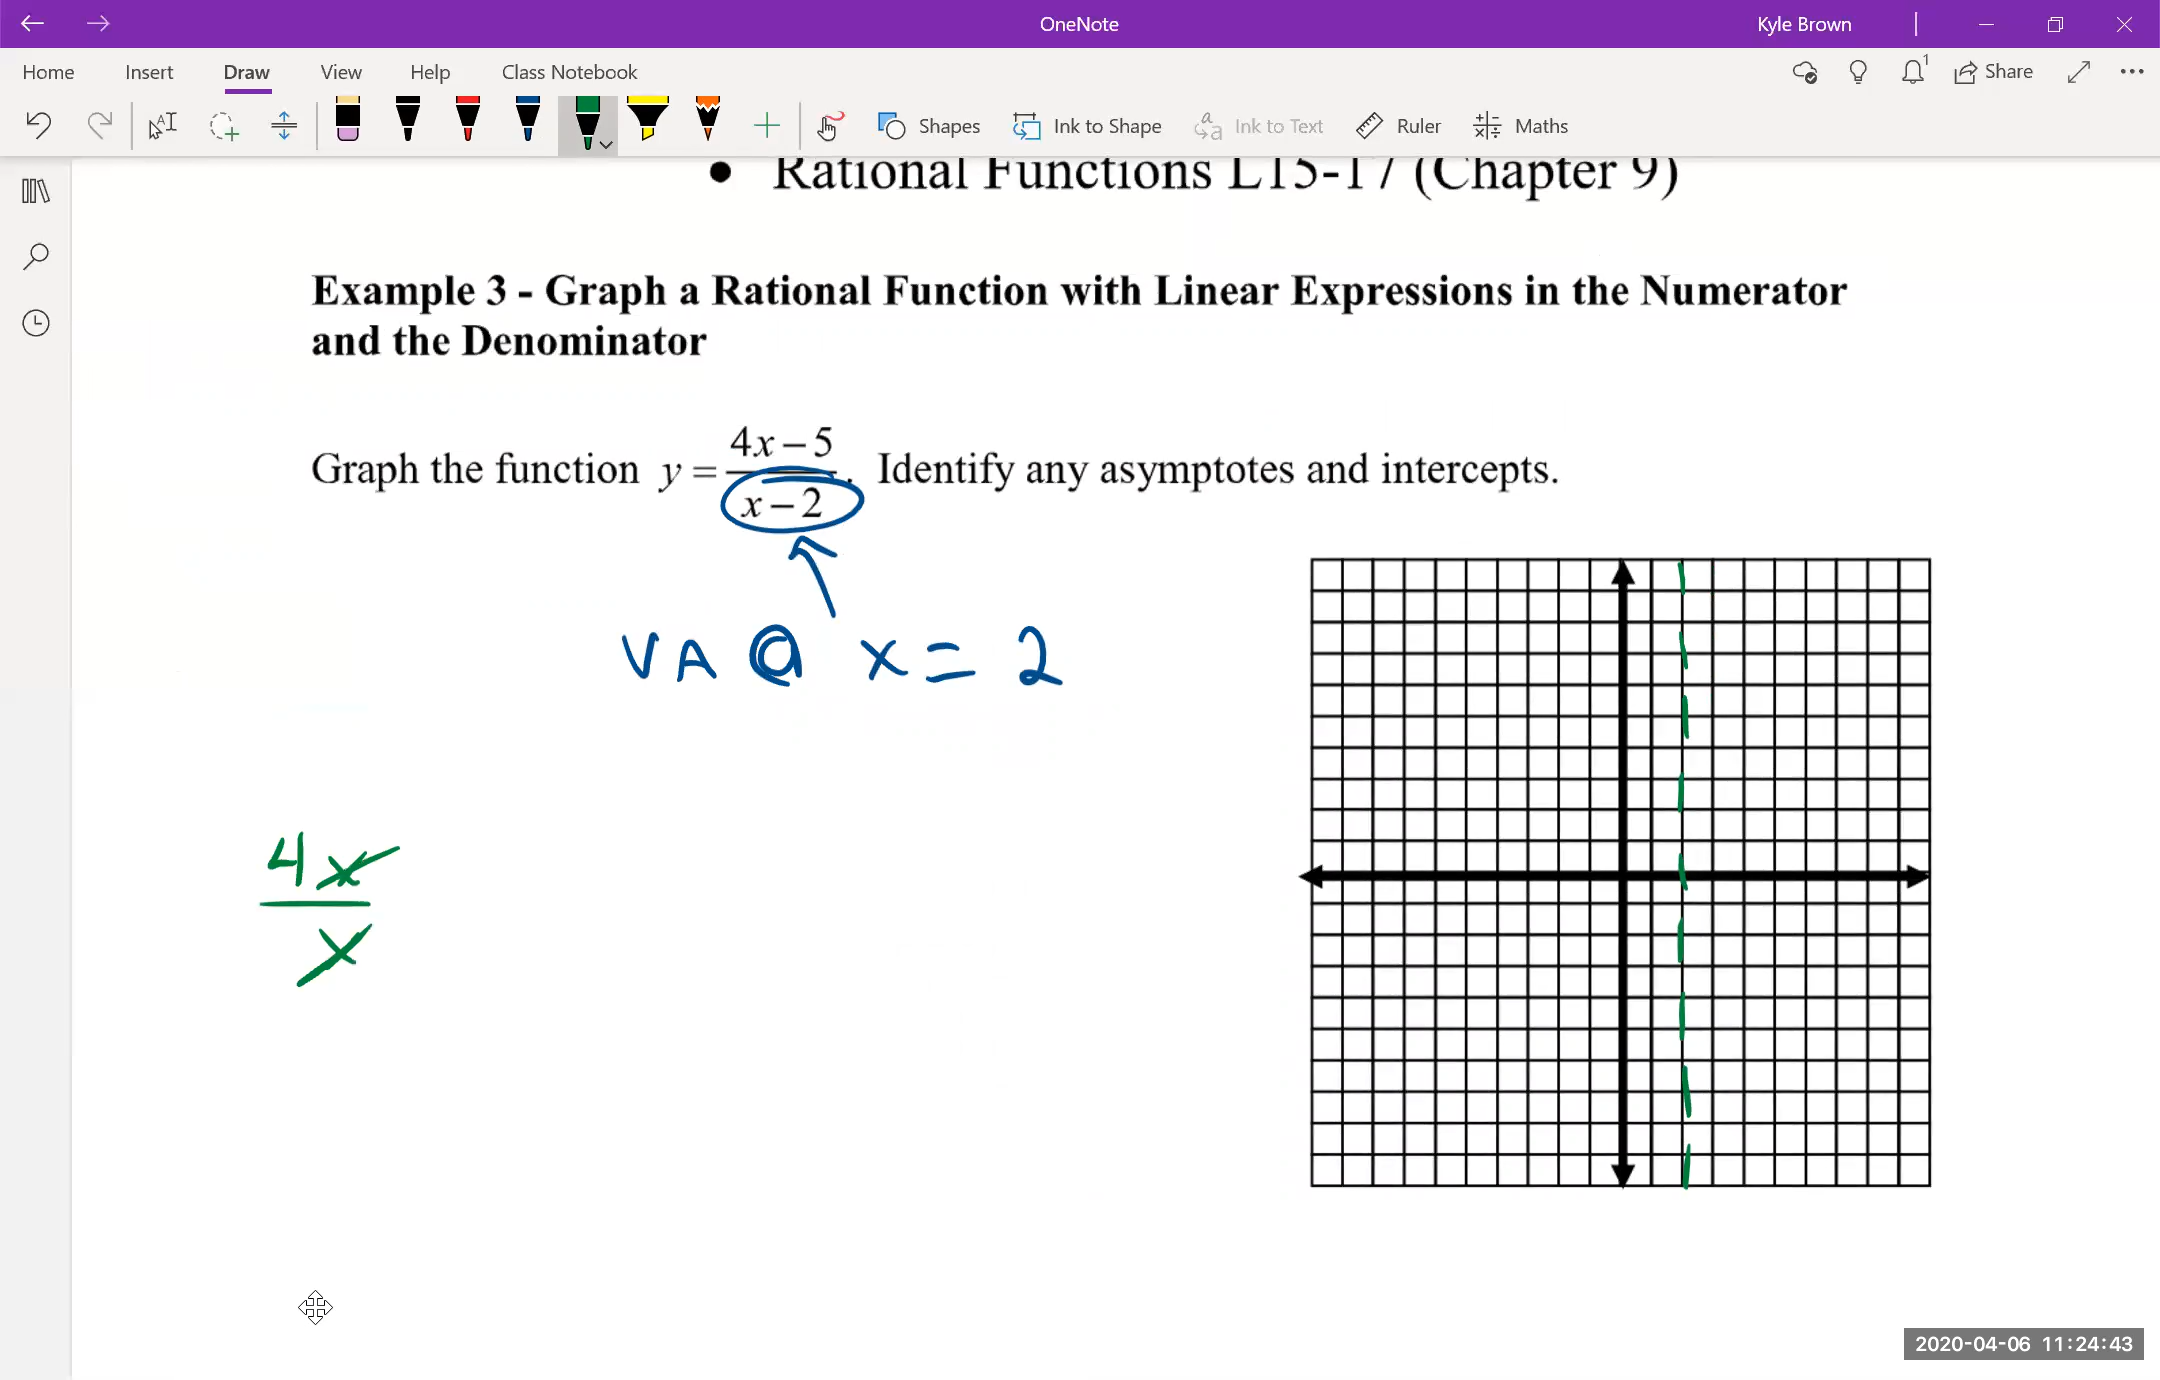 OneNote
Kyle Brown
Home Insert Draw View Help Class Notebook
1 Share
Shapes Ink to Shape Ink to Text Ruler Maths
• Rational Functions L15-17 (Chapter 9)
Example 3 - Graph a Rational Function with Linear Expressions in the Numerator
and the Denominator
Graph the function y = (4x – 5)/(x – 2). Identify any asymptotes and intercepts.
VA @ x = 2
4x
x
2020-04-06 11:24:43